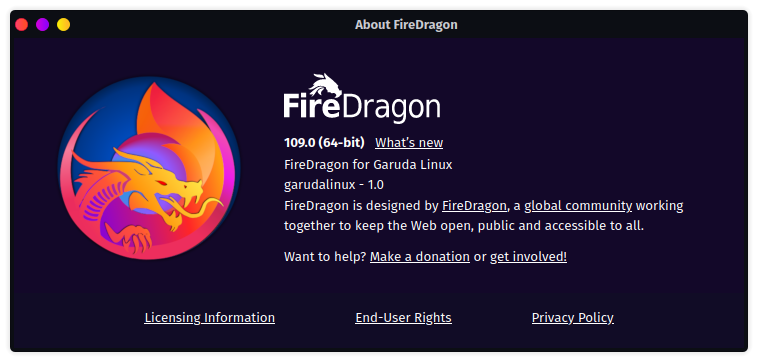 About FireDragon
FireDragon
109.0 (64-bit) What's new
FireDragon for Garuda Linux
garudalinux - 1.0
FireDragon is designed by FireDragon, a global community working
together to keep the Web open, public and accessible to all.
Want to help? Make a donation or get involved!
Licensing Information End-User Rights Privacy Policy